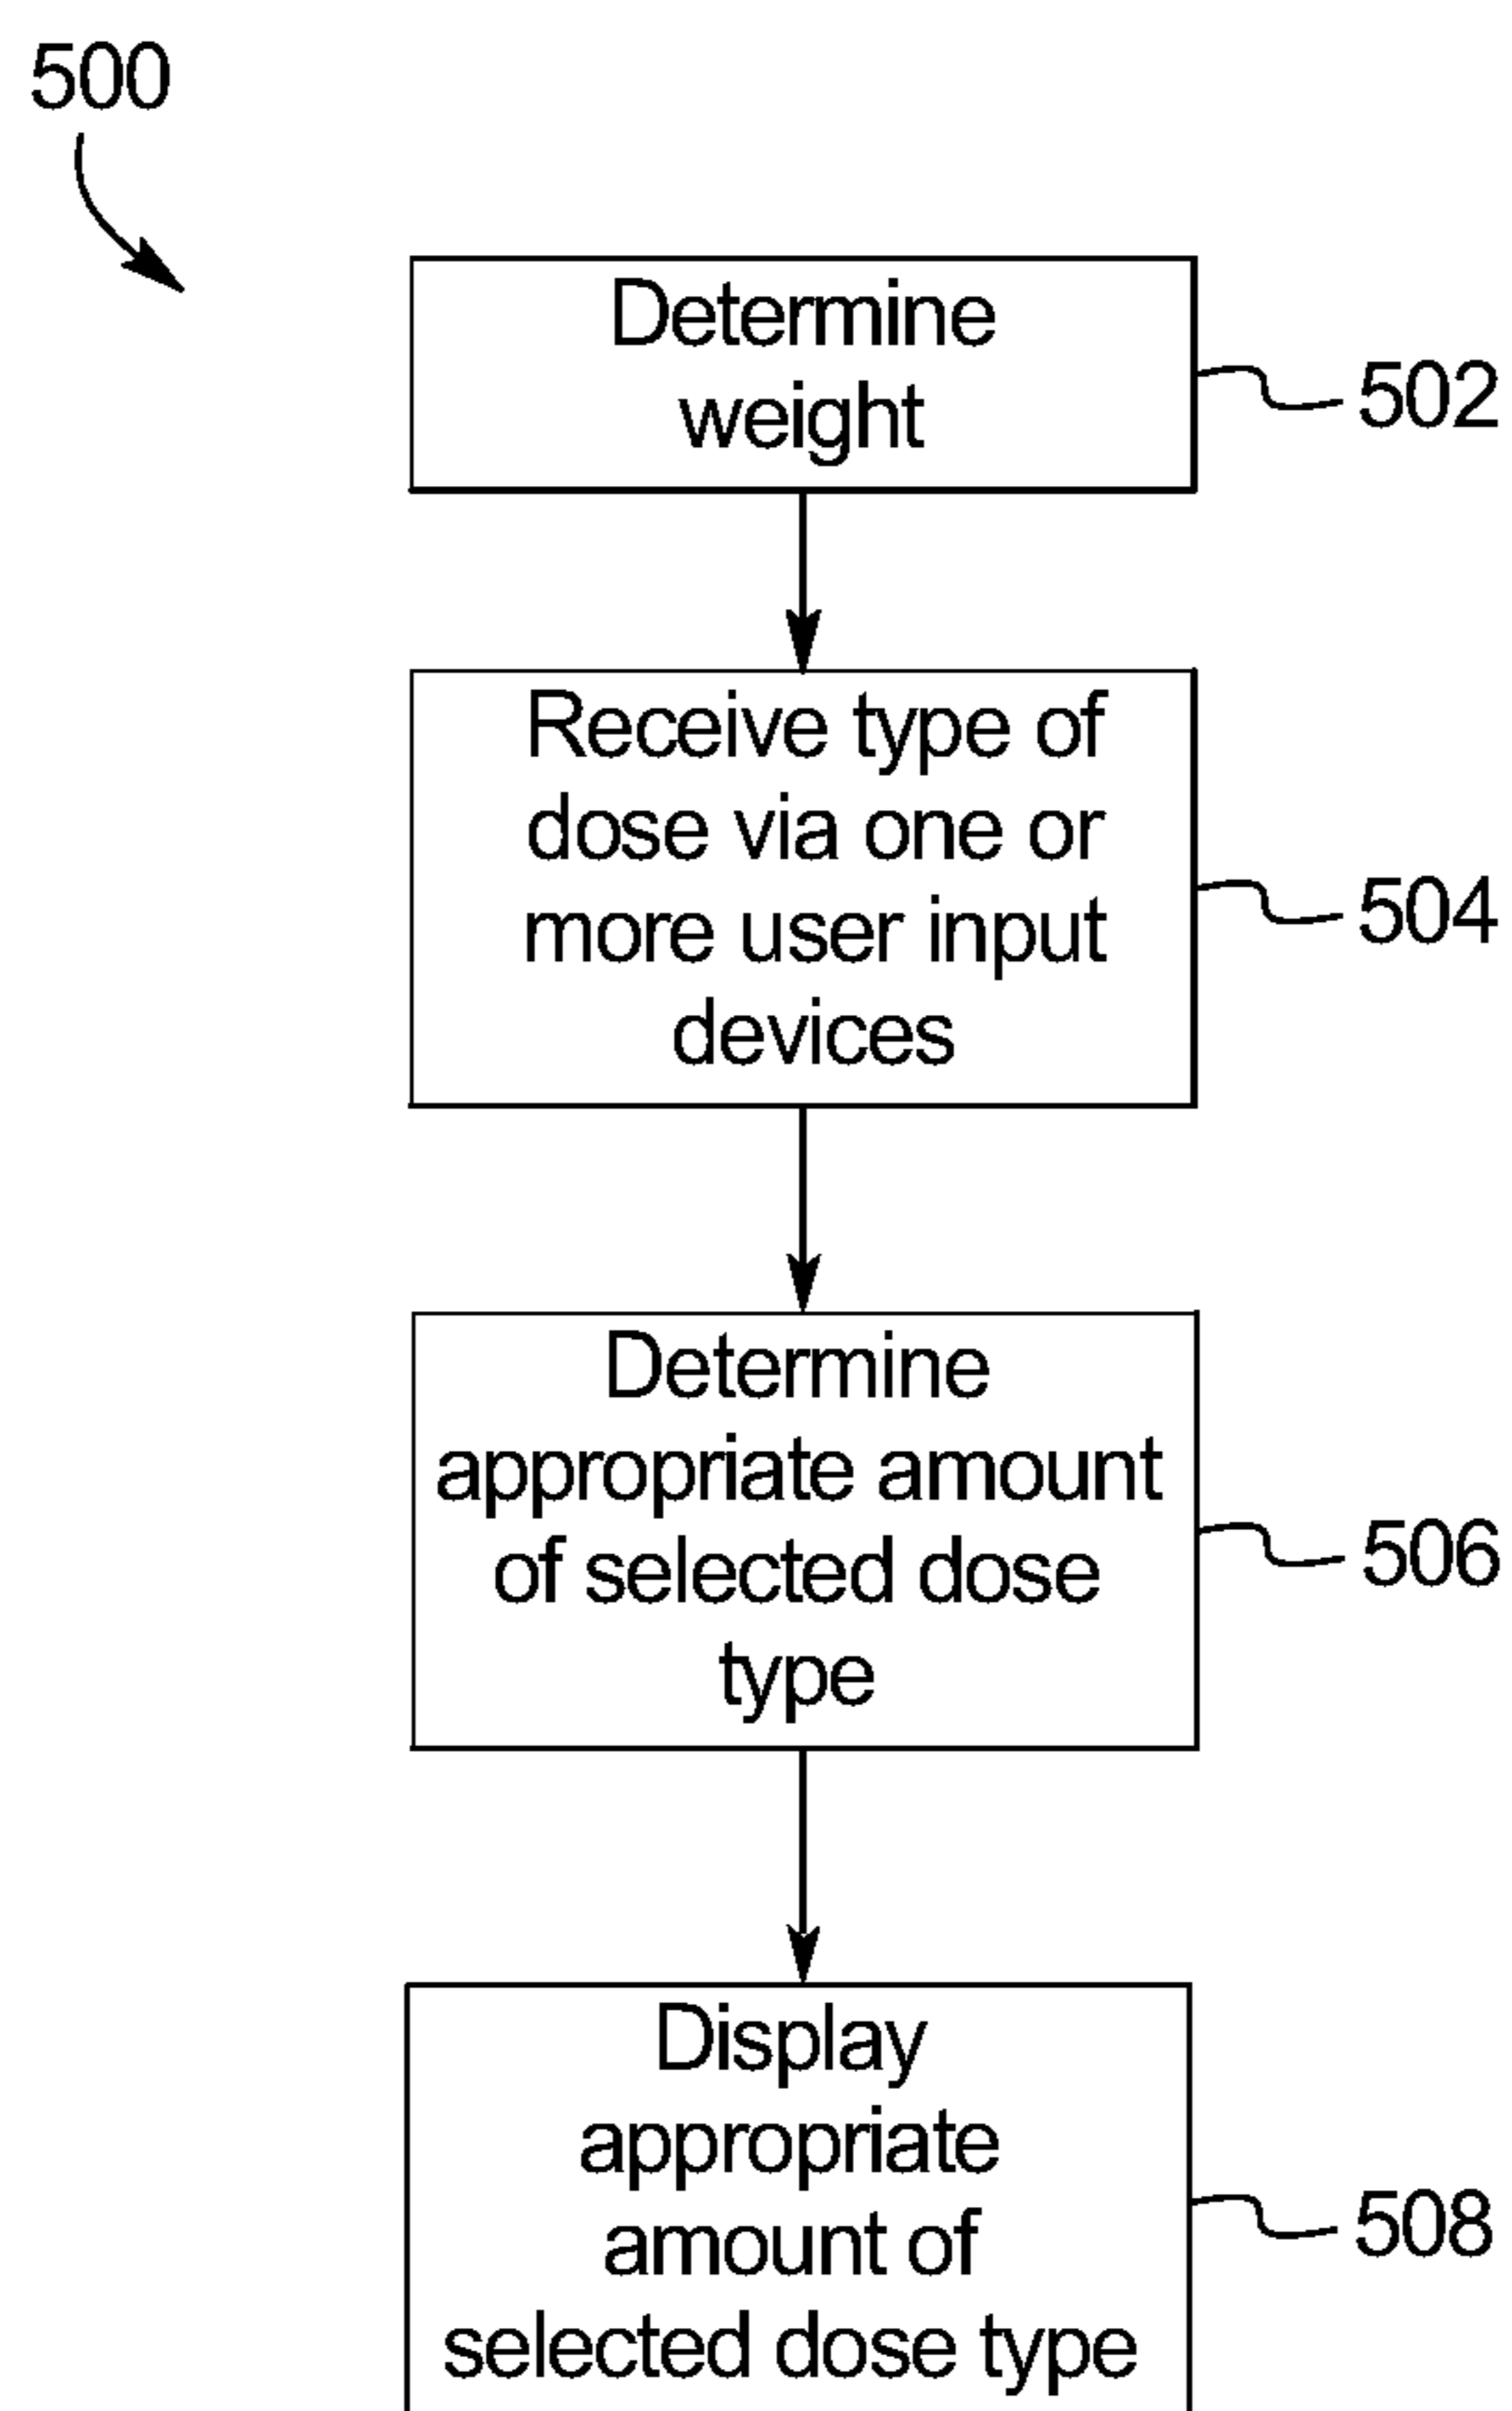 500
Determine
weight
502
Receive type of
dose via one or
more user input
devices
504
Determine
appropriate amount
of selected dose
type
506
Display
appropriate
amount of
selected dose type
508